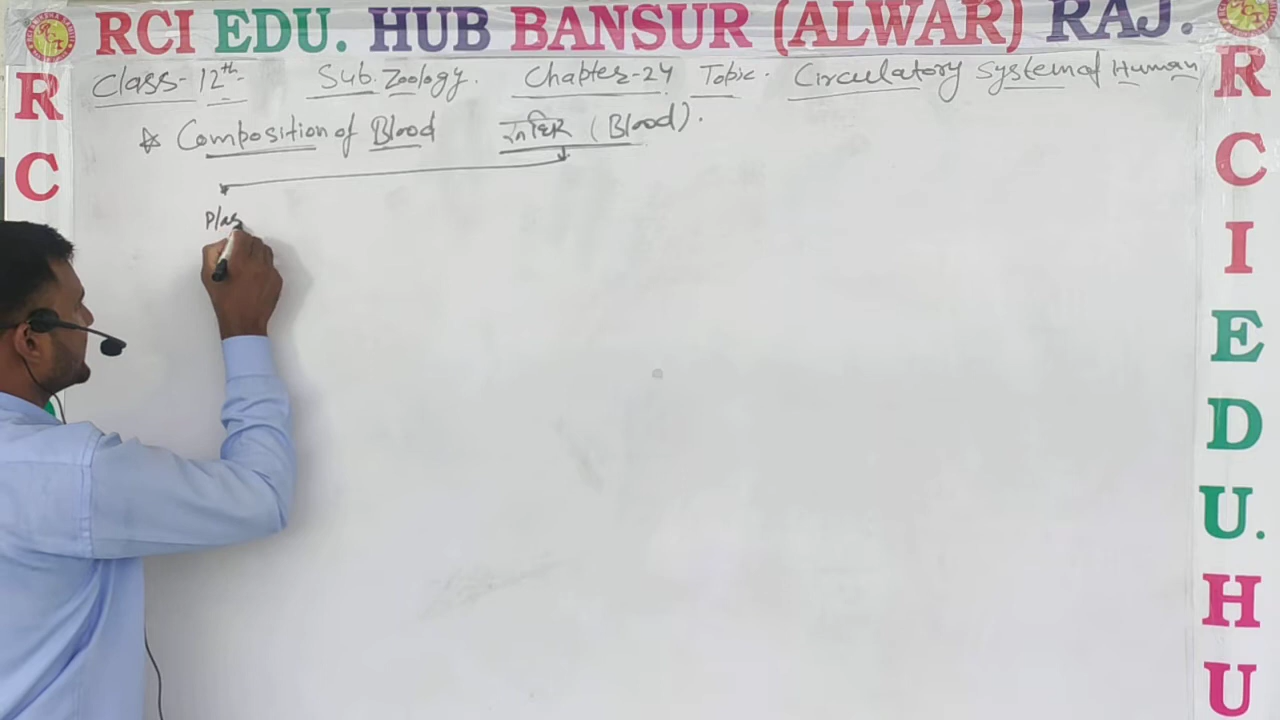 RCI EDU. HUB BANSUR (ALWAR) RAJ.
Class-12th- Sub. Zoology. Chapter-24 Topic. Circulatory System of Human
☆ Composition of Blood रुधिर (Blood).
Plas
R
C
R
C
I
E
D
U.
H
U